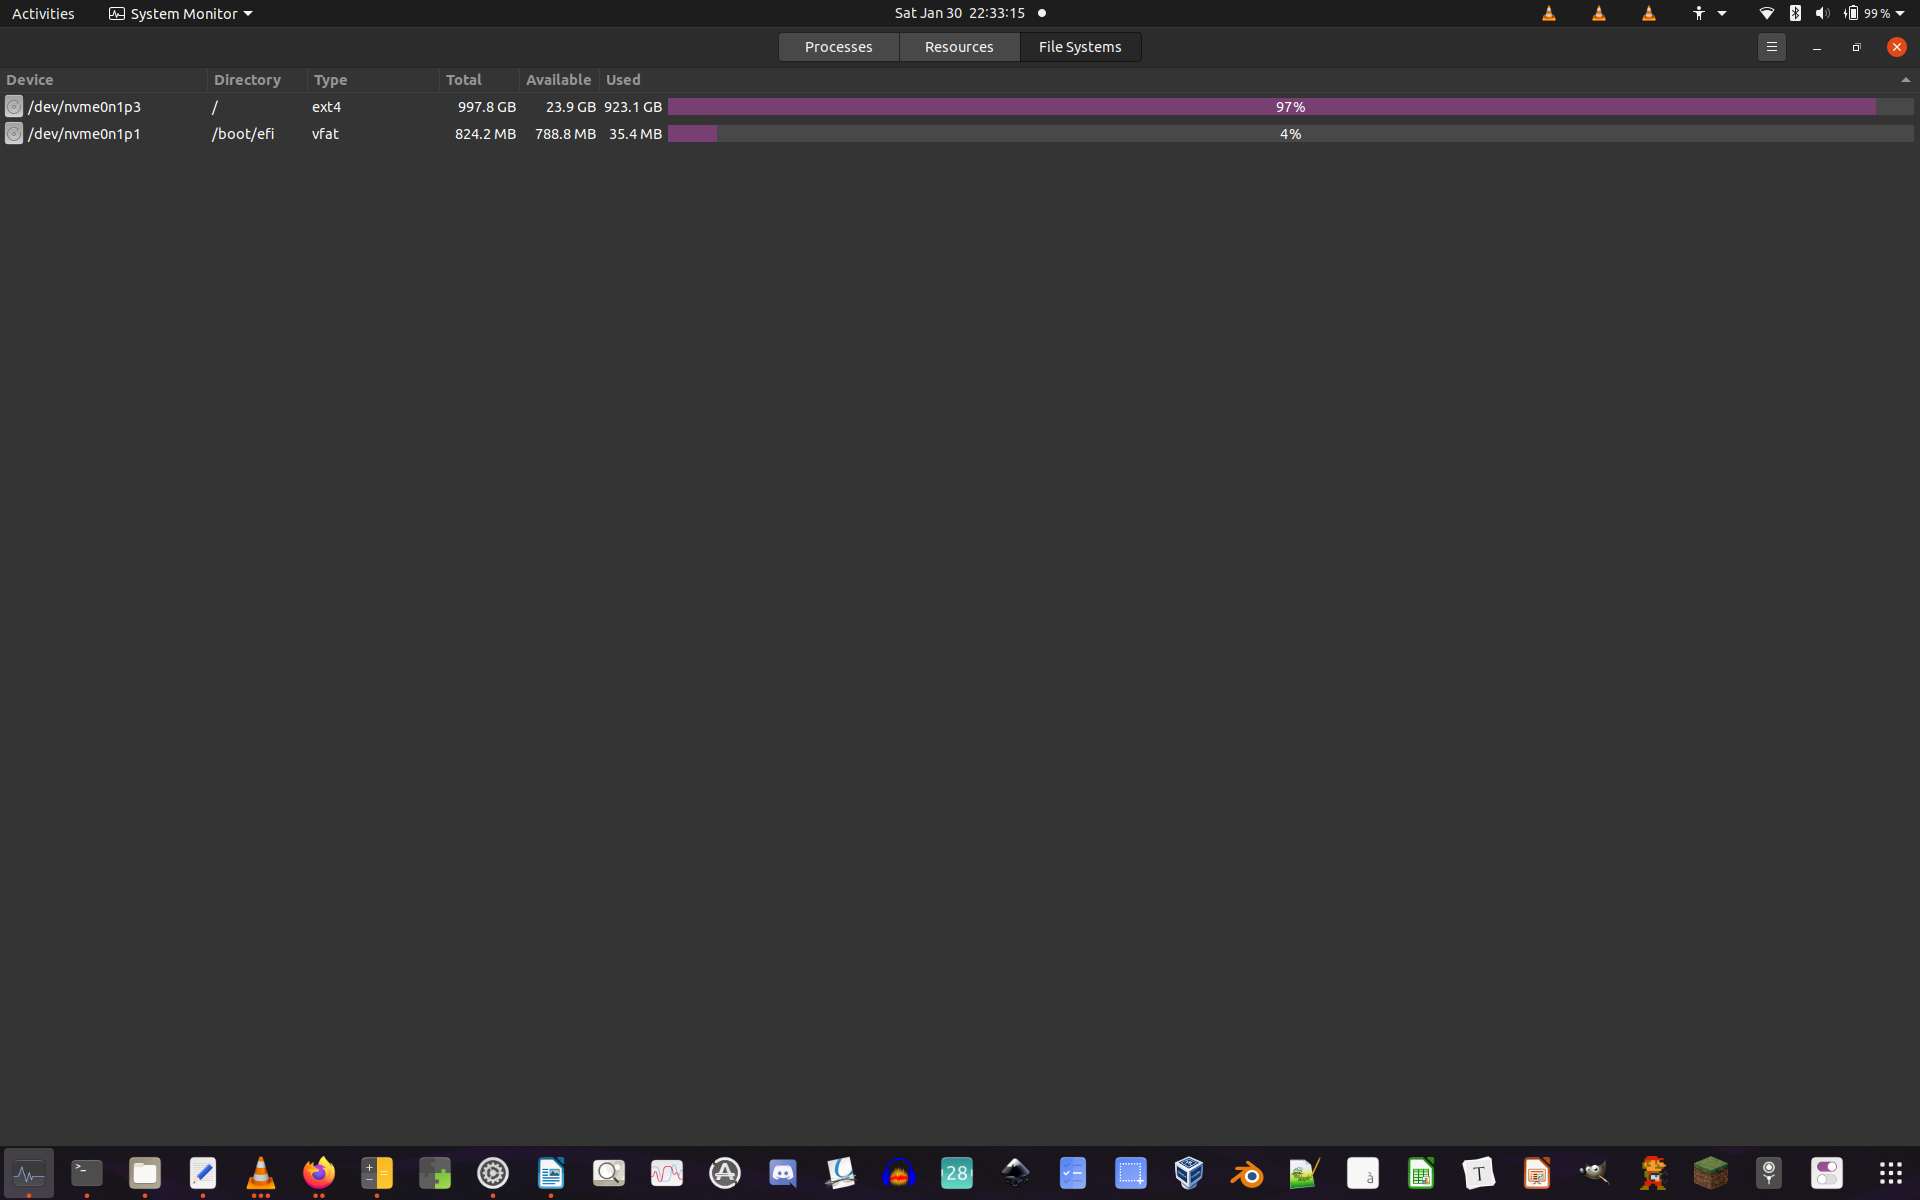 Activities System Monitor Sat Jan 30 22:33:15 99 %
Processes Resources File Systems
Device Directory Type Total Available Used
/dev/nvme0n1p3 / ext4 997.8 GB 23.9 GB 923.1 GB 97%
/dev/nvme0n1p1 /boot/efi vfat 824.2 MB 788.8 MB 35.4 MB 4%
>_ + − = A 28 T à